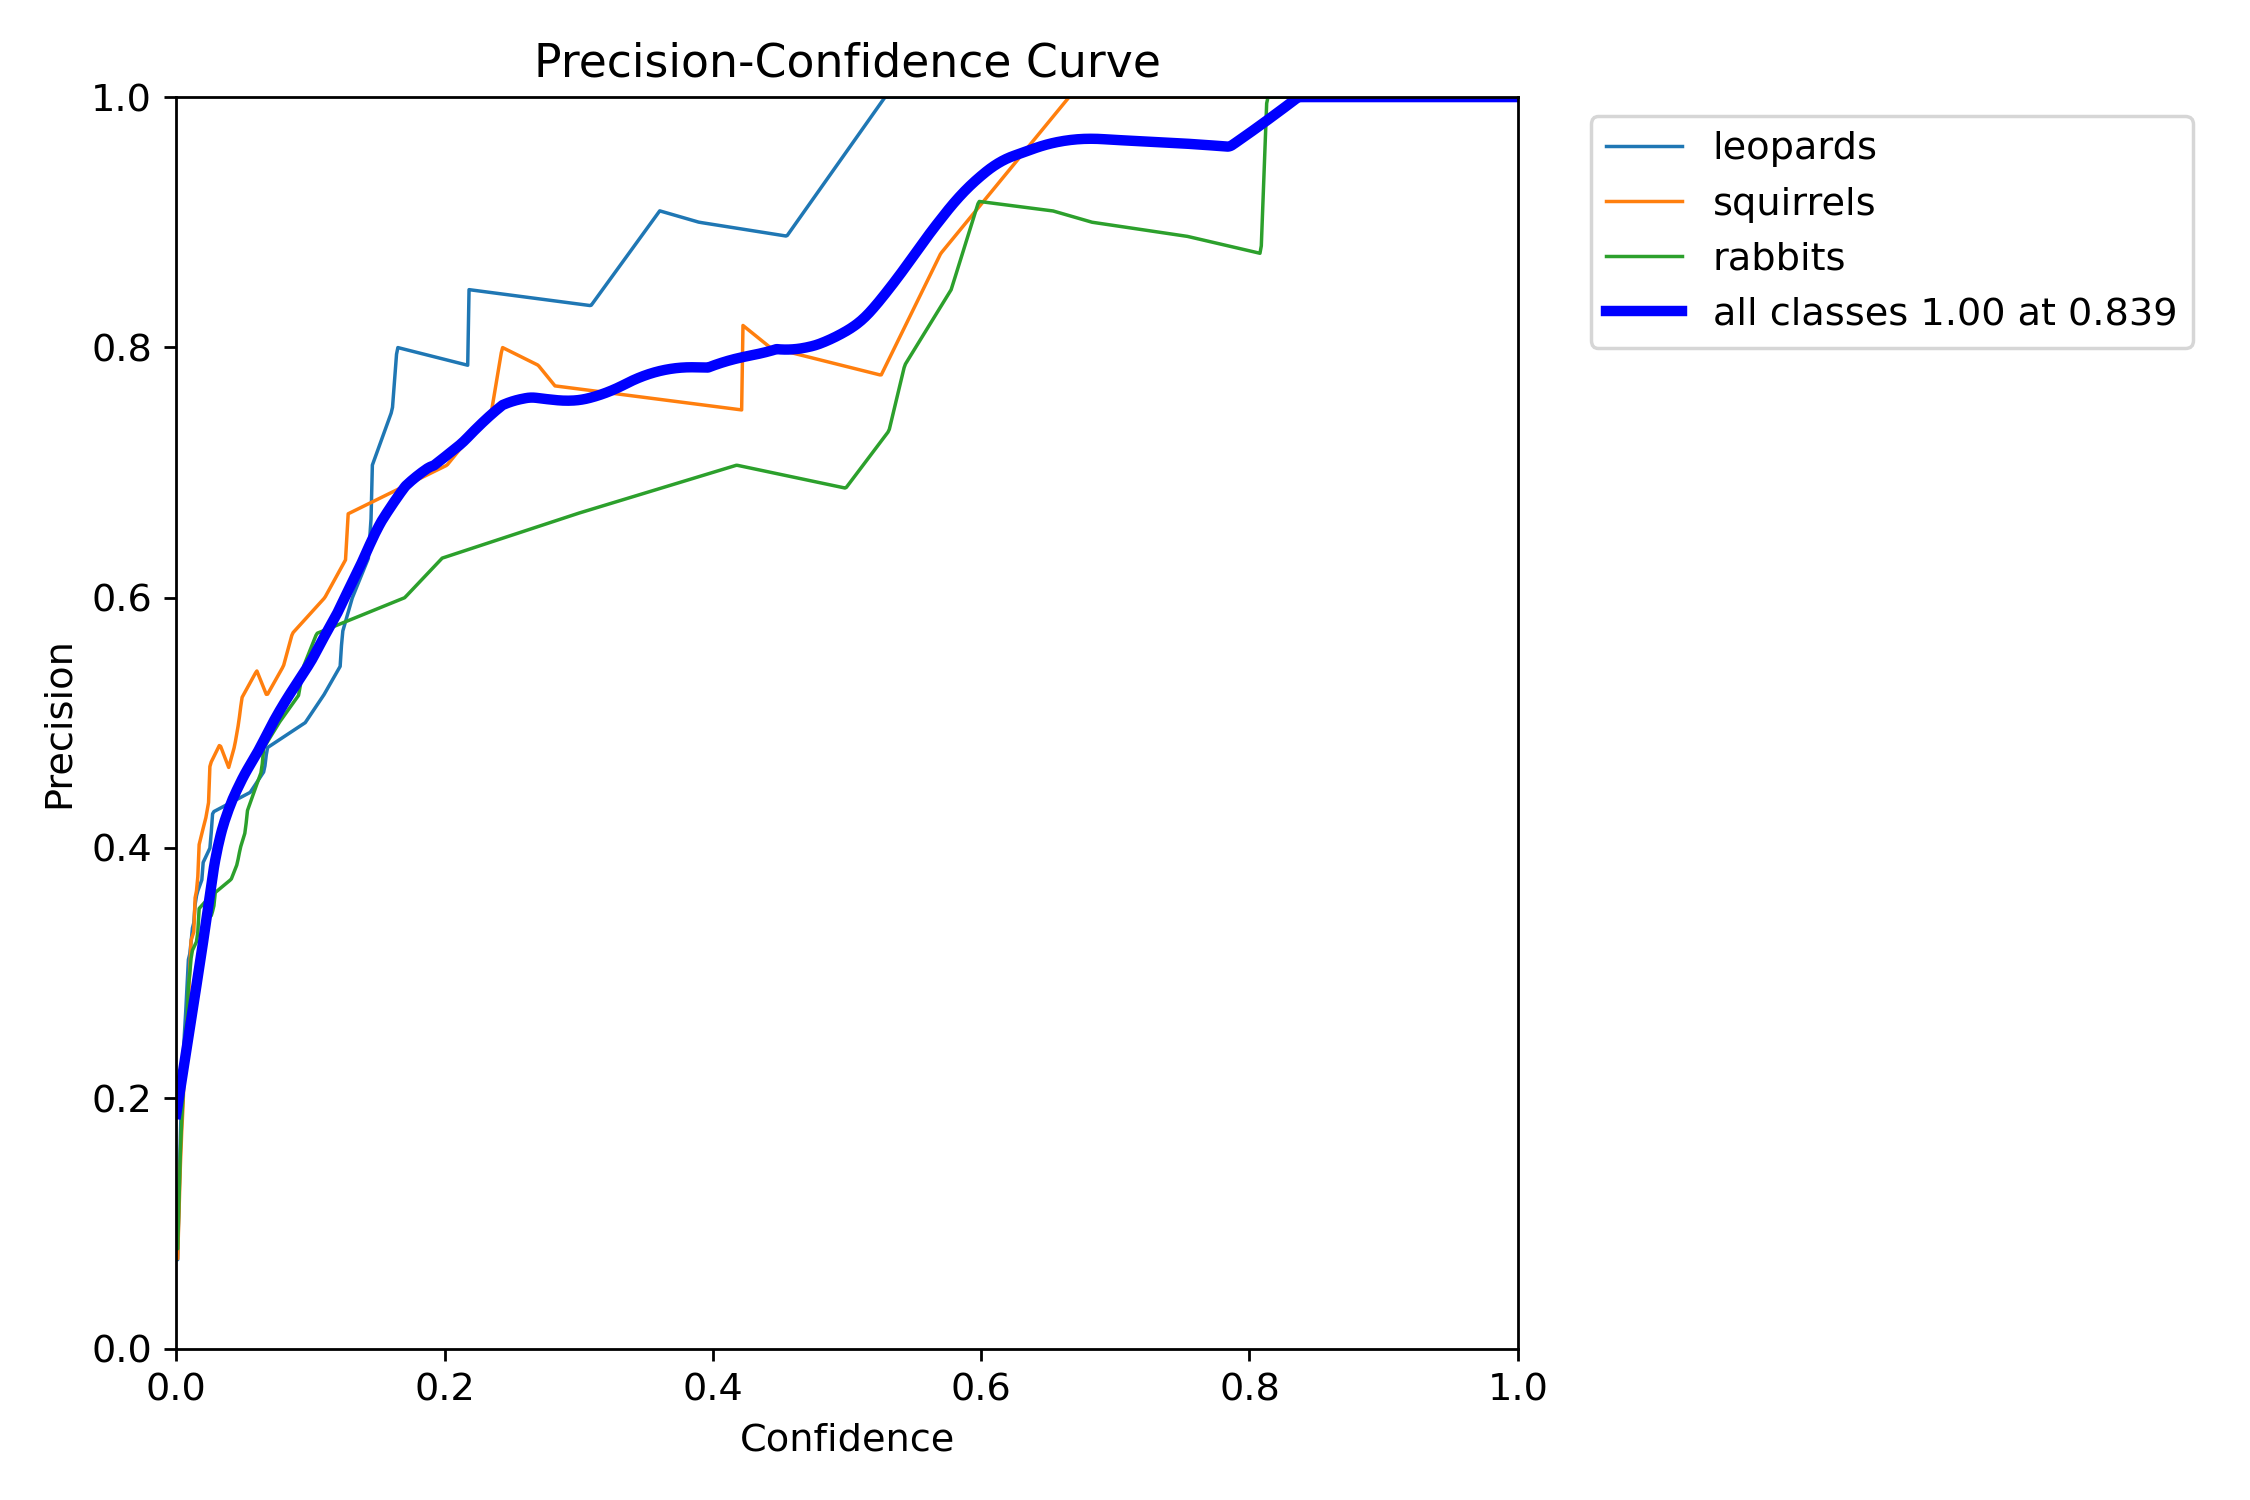 Precision-Confidence Curve
1.0
0.8
0.6
0.4
0.2
0.0
Precision
0.0 0.2 0.4 0.6 0.8 1.0
Confidence
leopards
squirrels
rabbits
all classes 1.00 at 0.839